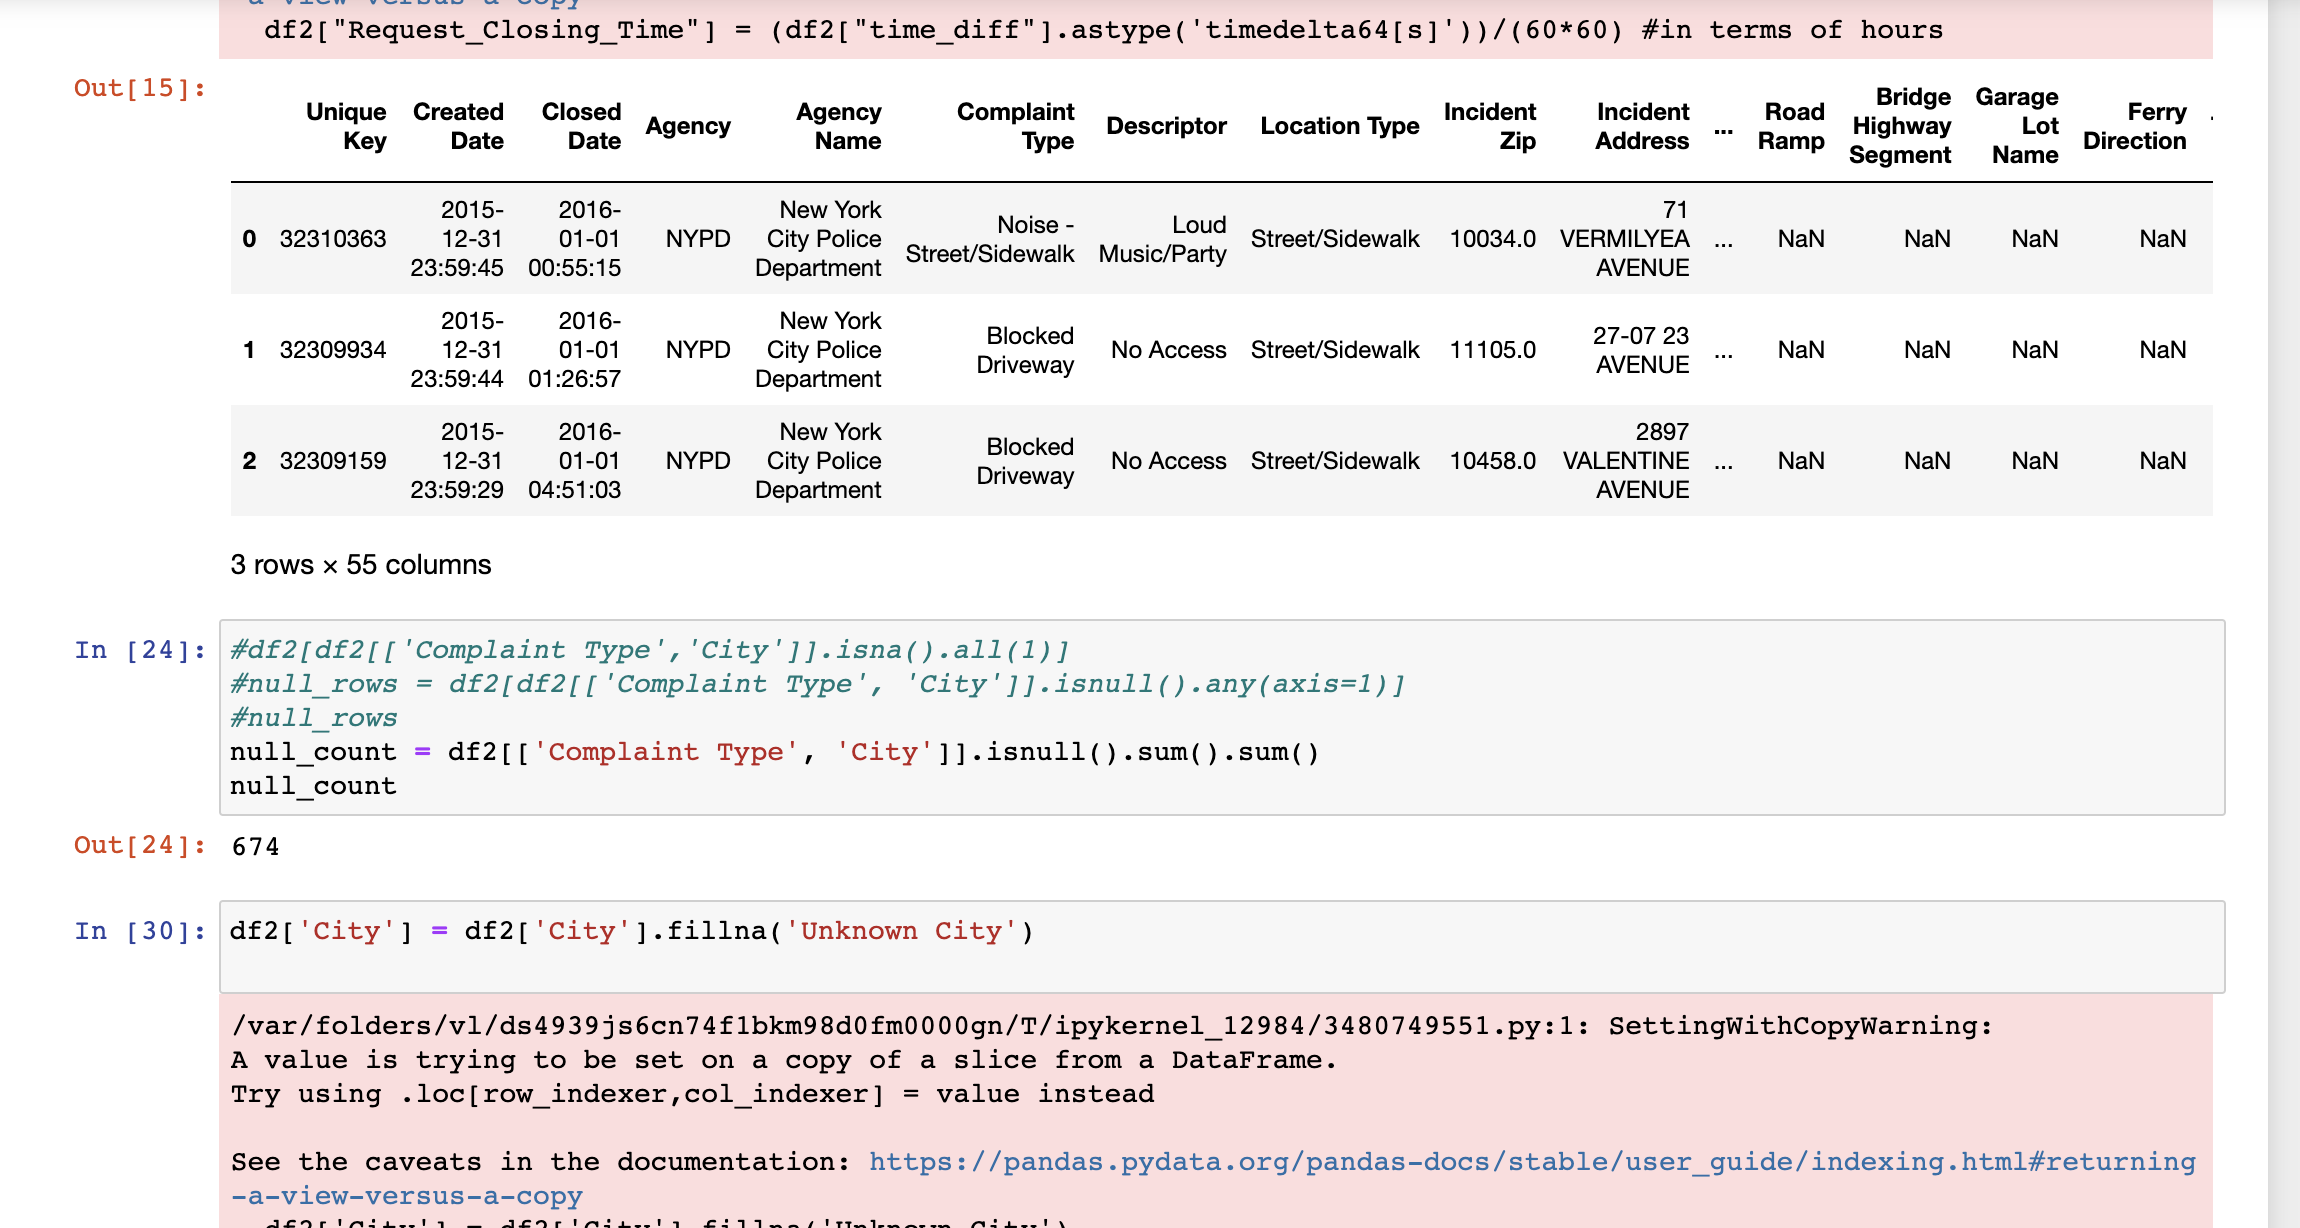 -a-view-versus-a-copy
df2["Request_Closing_Time"] = (df2["time_diff"].astype('timedelta64[s]'))/(60*60) #in terms of hours
Out[15]:
Unique Key Created Date Closed Date Agency Agency Name Complaint Type Descriptor Location Type Incident Zip Incident Address ... Road Ramp Bridge Highway Segment Garage Lot Name Ferry Direction
0 32310363 2015-12-31 23:59:45 2016-01-01 00:55:15 NYPD New York City Police Department Noise - Street/Sidewalk Loud Music/Party Street/Sidewalk 10034.0 71 VERMILYEA AVENUE ... NaN NaN NaN NaN
1 32309934 2015-12-31 23:59:44 2016-01-01 01:26:57 NYPD New York City Police Department Blocked Driveway No Access Street/Sidewalk 11105.0 27-07 23 AVENUE ... NaN NaN NaN NaN
2 32309159 2015-12-31 23:59:29 2016-01-01 04:51:03 NYPD New York City Police Department Blocked Driveway No Access Street/Sidewalk 10458.0 2897 VALENTINE AVENUE ... NaN NaN NaN NaN
3 rows × 55 columns
In [24]:
#df2[df2[['Complaint Type','City']].isna().all(1)]
#null_rows = df2[df2[['Complaint Type', 'City']].isnull().any(axis=1)]
#null_rows
null_count = df2[['Complaint Type', 'City']].isnull().sum().sum()
null_count
Out[24]: 674
In [30]: df2['City'] = df2['City'].fillna('Unknown City')
/var/folders/vl/ds4939js6cn74f1bkm98d0fm0000gn/T/ipykernel_12984/3480749551.py:1: SettingWithCopyWarning:
A value is trying to be set on a copy of a slice from a DataFrame.
Try using .loc[row_indexer,col_indexer] = value instead
See the caveats in the documentation: https://pandas.pydata.org/pandas-docs/stable/user_guide/indexing.html#returning
-a-view-versus-a-copy
df2['City'] = df2['City'].fillna('Unknown City')